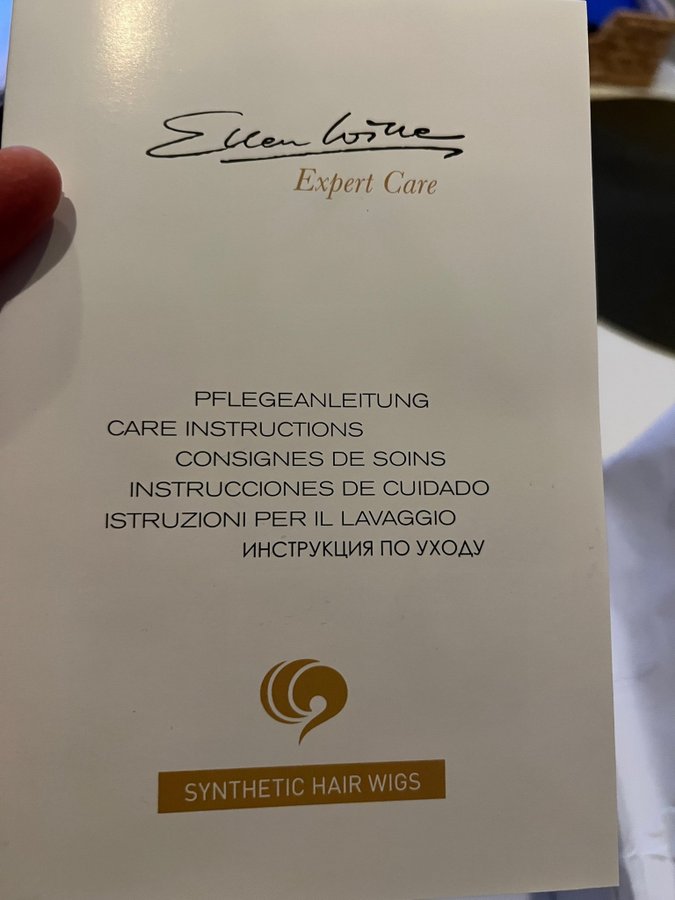 Ellen Wille
Expert Care
PFLEGEANLEITUNG
CARE INSTRUCTIONS
CONSIGNES DE SOINS
INSTRUCCIONES DE CUIDADO
ISTRUZIONI PER IL LAVAGGIO
ИНСТРУКЦИЯ ПО УХОДУ
SYNTHETIC HAIR WIGS